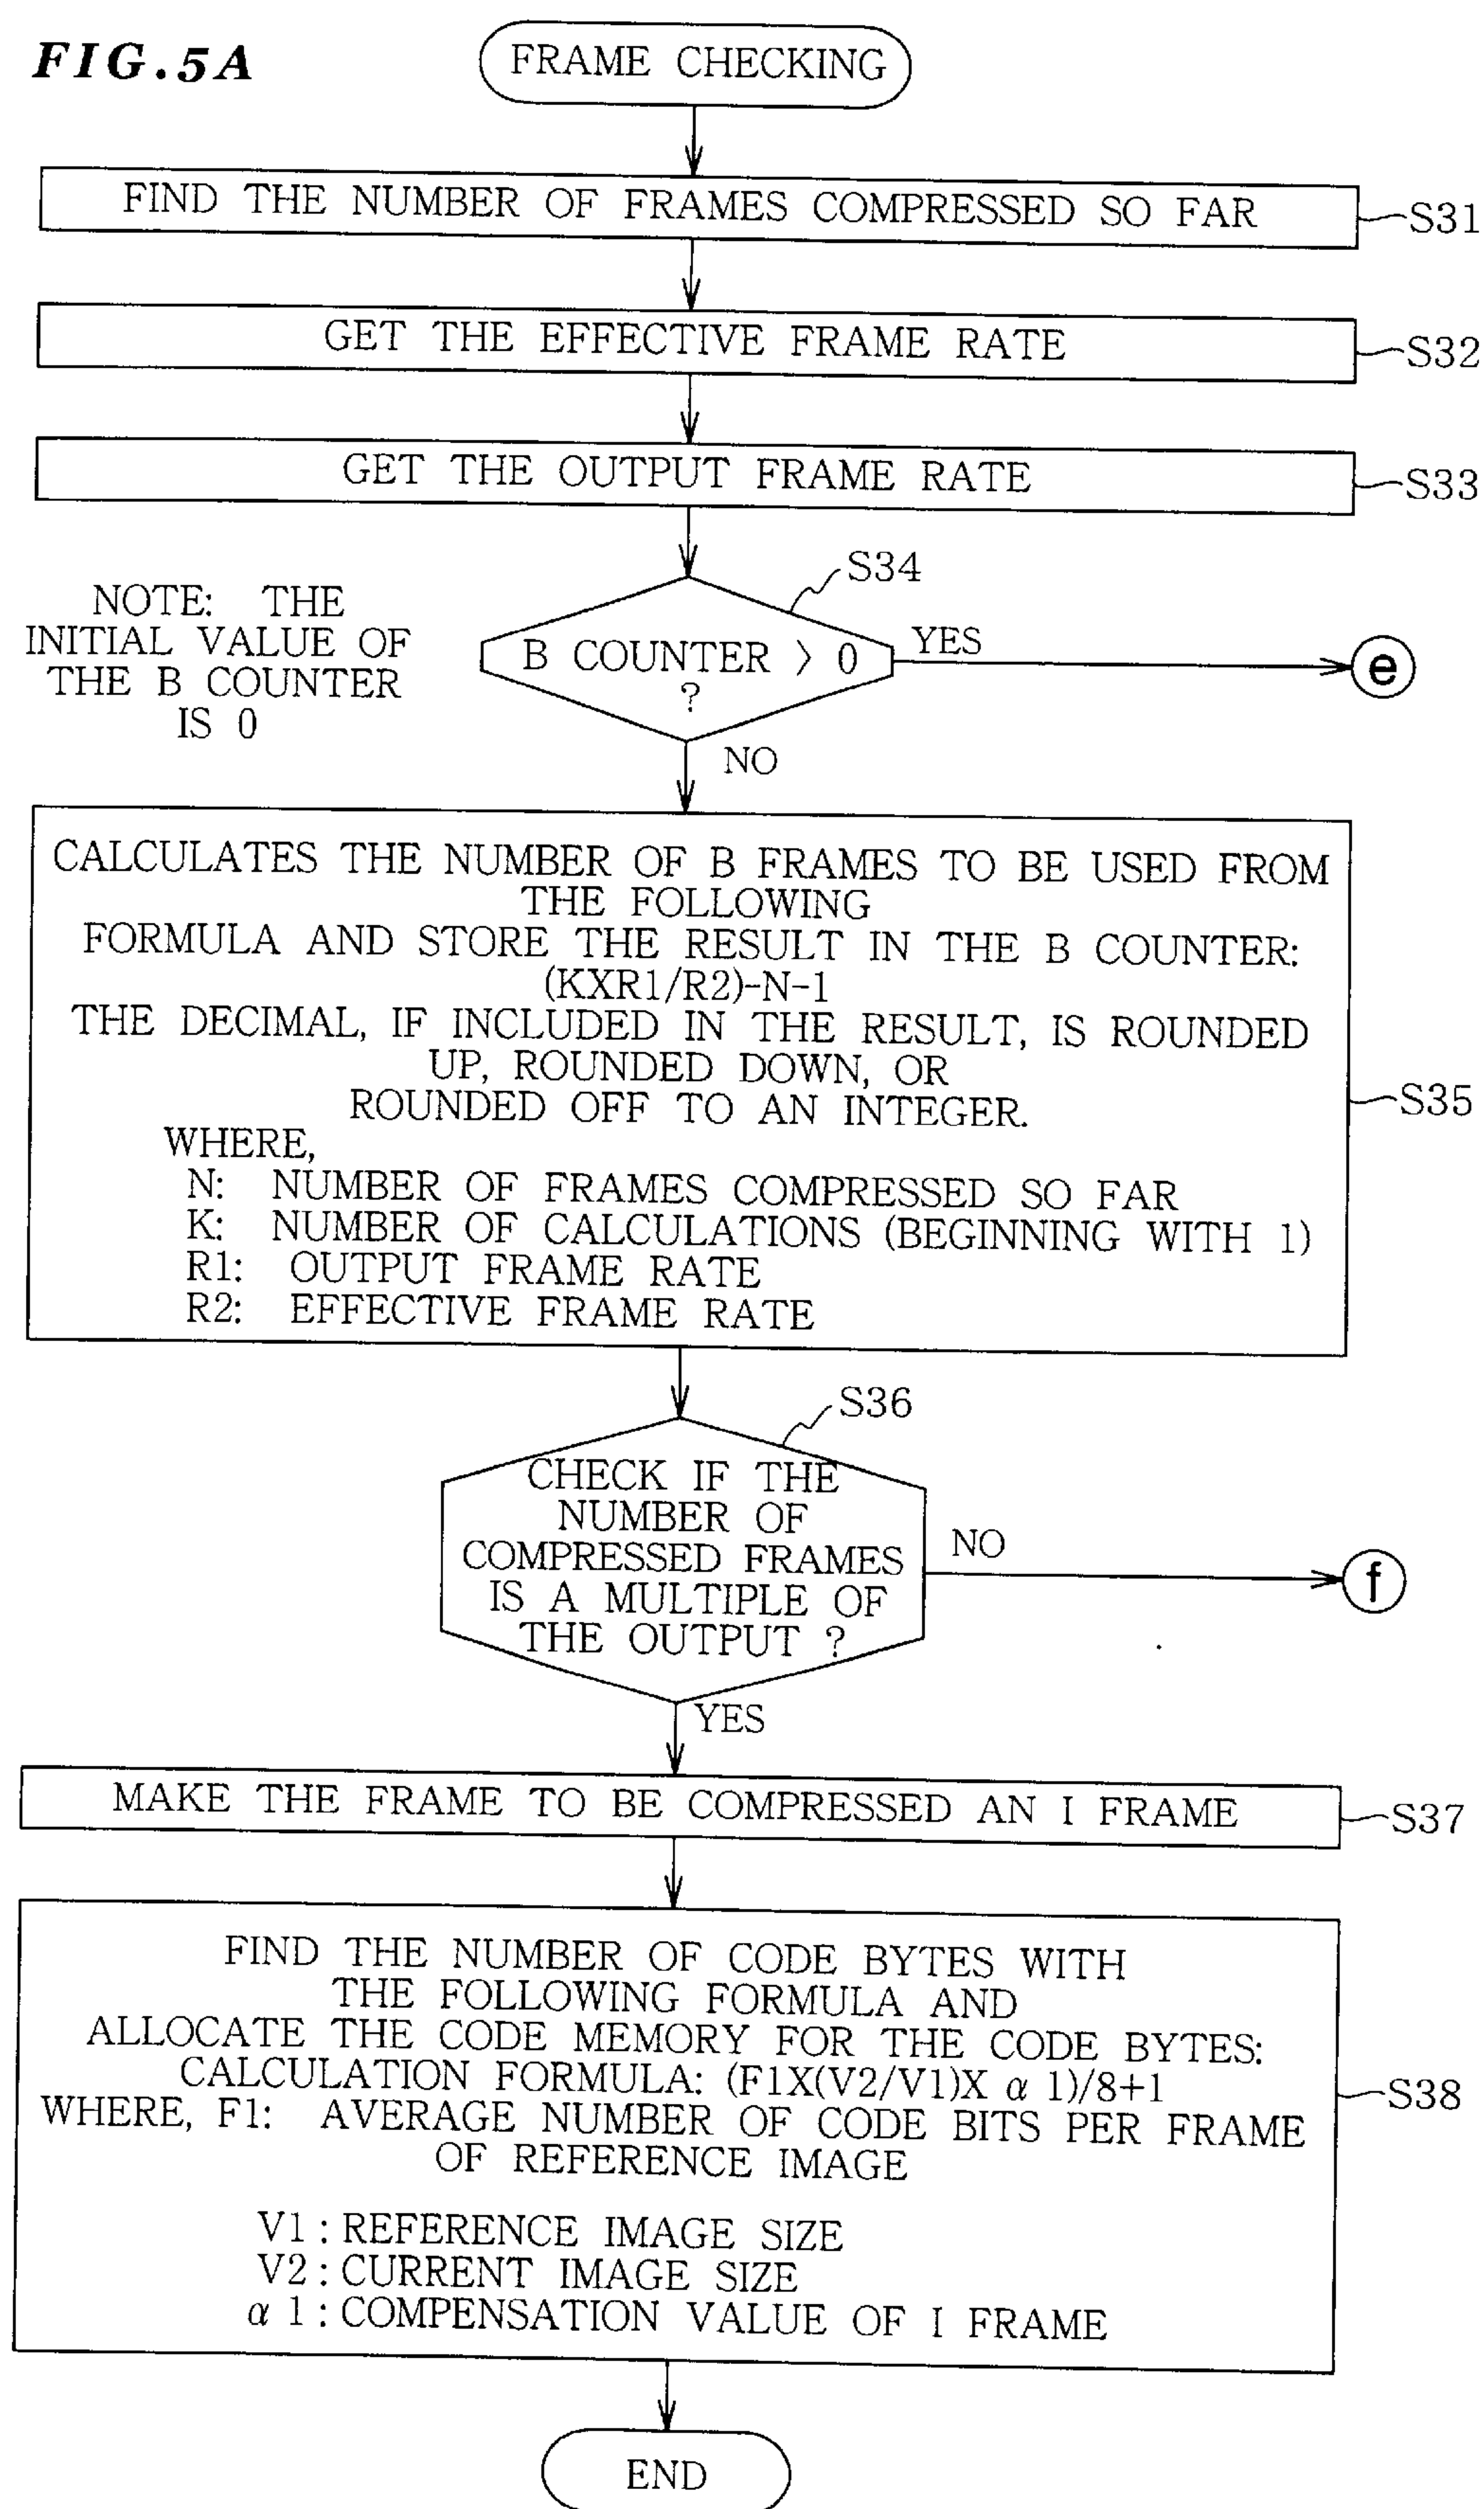 FIG.5A
FRAME CHECKING
FIND THE NUMBER OF FRAMES COMPRESSED SO FAR
S31
GET THE EFFECTIVE FRAME RATE
S32
GET THE OUTPUT FRAME RATE
S33
NOTE: THE
INITIAL VALUE OF
THE B COUNTER
IS 0
S34
B COUNTER > 0
?
YES
e
NO
CALCULATES THE NUMBER OF B FRAMES TO BE USED FROM
THE FOLLOWING
FORMULA AND STORE THE RESULT IN THE B COUNTER:
(KXR1/R2)-N-1
THE DECIMAL, IF INCLUDED IN THE RESULT, IS ROUNDED
UP, ROUNDED DOWN, OR
ROUNDED OFF TO AN INTEGER.
WHERE,
N: NUMBER OF FRAMES COMPRESSED SO FAR
K: NUMBER OF CALCULATIONS (BEGINNING WITH 1)
R1: OUTPUT FRAME RATE
R2: EFFECTIVE FRAME RATE
S35
S36
CHECK IF THE
NUMBER OF
COMPRESSED FRAMES
IS A MULTIPLE OF
THE OUTPUT ?
NO
f
YES
MAKE THE FRAME TO BE COMPRESSED AN I FRAME
S37
FIND THE NUMBER OF CODE BYTES WITH
THE FOLLOWING FORMULA AND
ALLOCATE THE CODE MEMORY FOR THE CODE BYTES:
CALCULATION FORMULA: (F1X(V2/V1)X α 1)/8+1
WHERE, F1: AVERAGE NUMBER OF CODE BITS PER FRAME
OF REFERENCE IMAGE
V1 : REFERENCE IMAGE SIZE
V2 : CURRENT IMAGE SIZE
α 1 : COMPENSATION VALUE OF I FRAME
S38
END